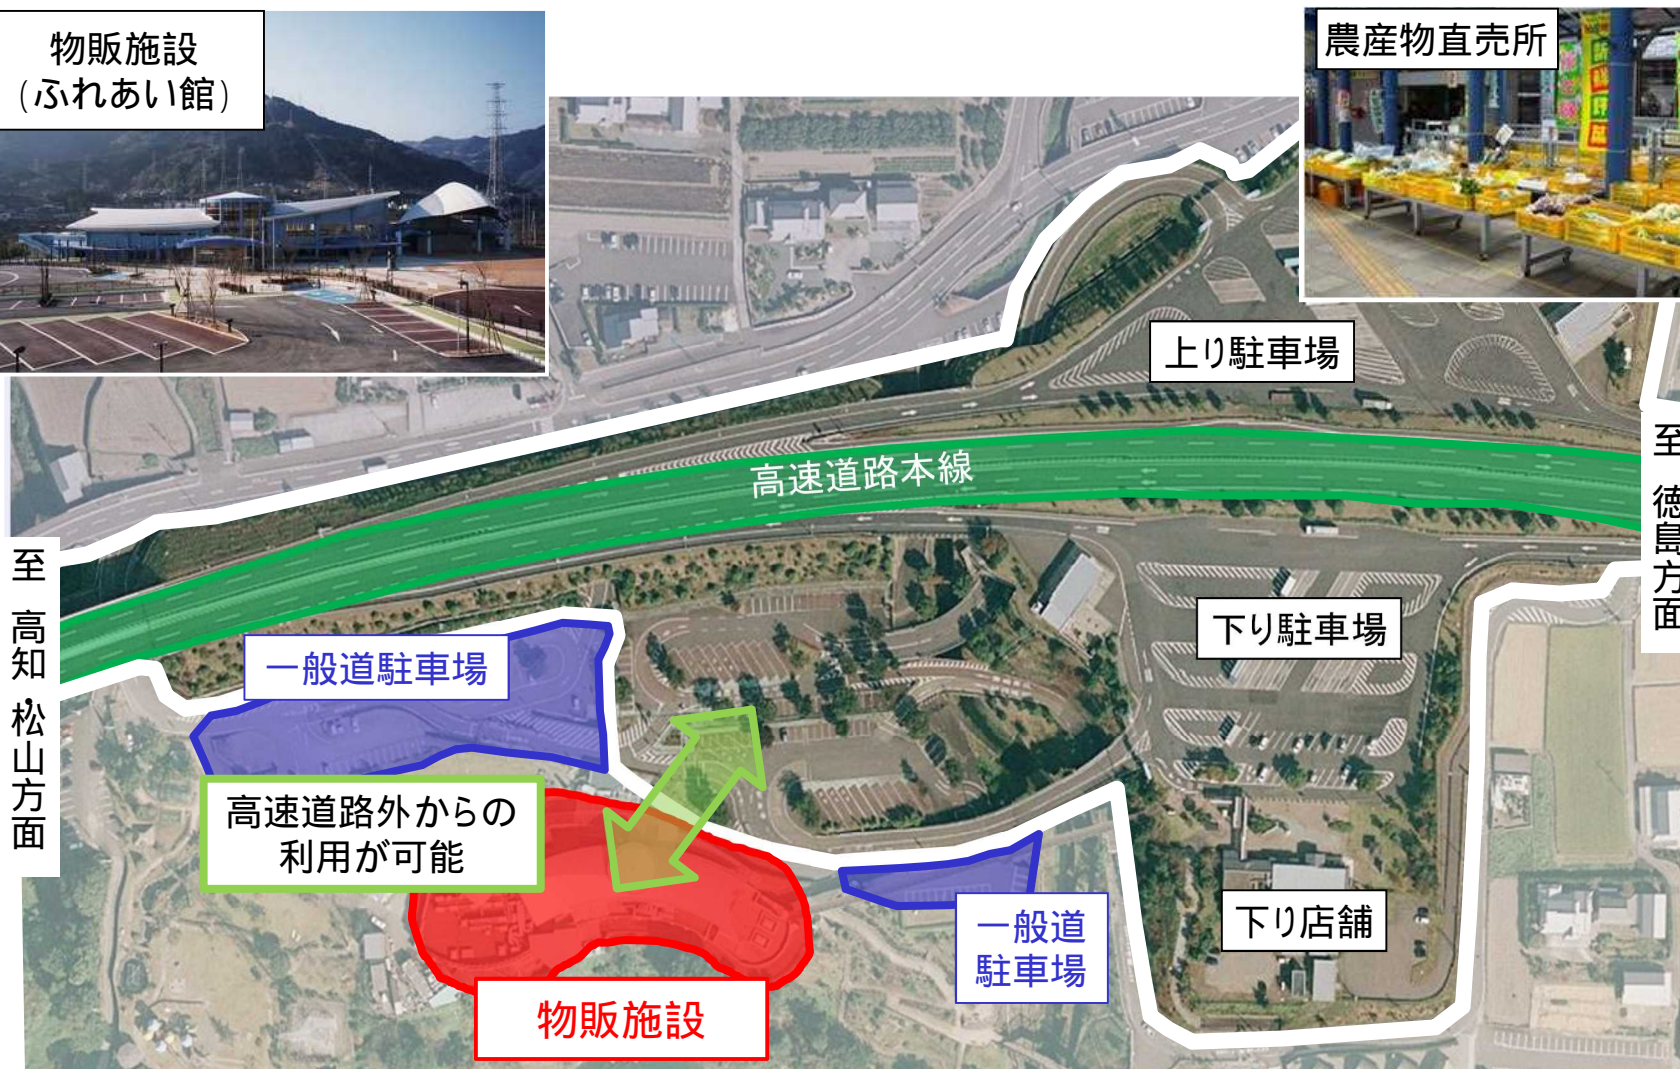 物販施設
(ふれあい館)
農産物直売所
上り駐車場
高速道路本線
至 徳島方面
至 高知・松山方面
下り駐車場
一般道駐車場
高速道路外からの
利用が可能
下り店舗
一般道
駐車場
物販施設